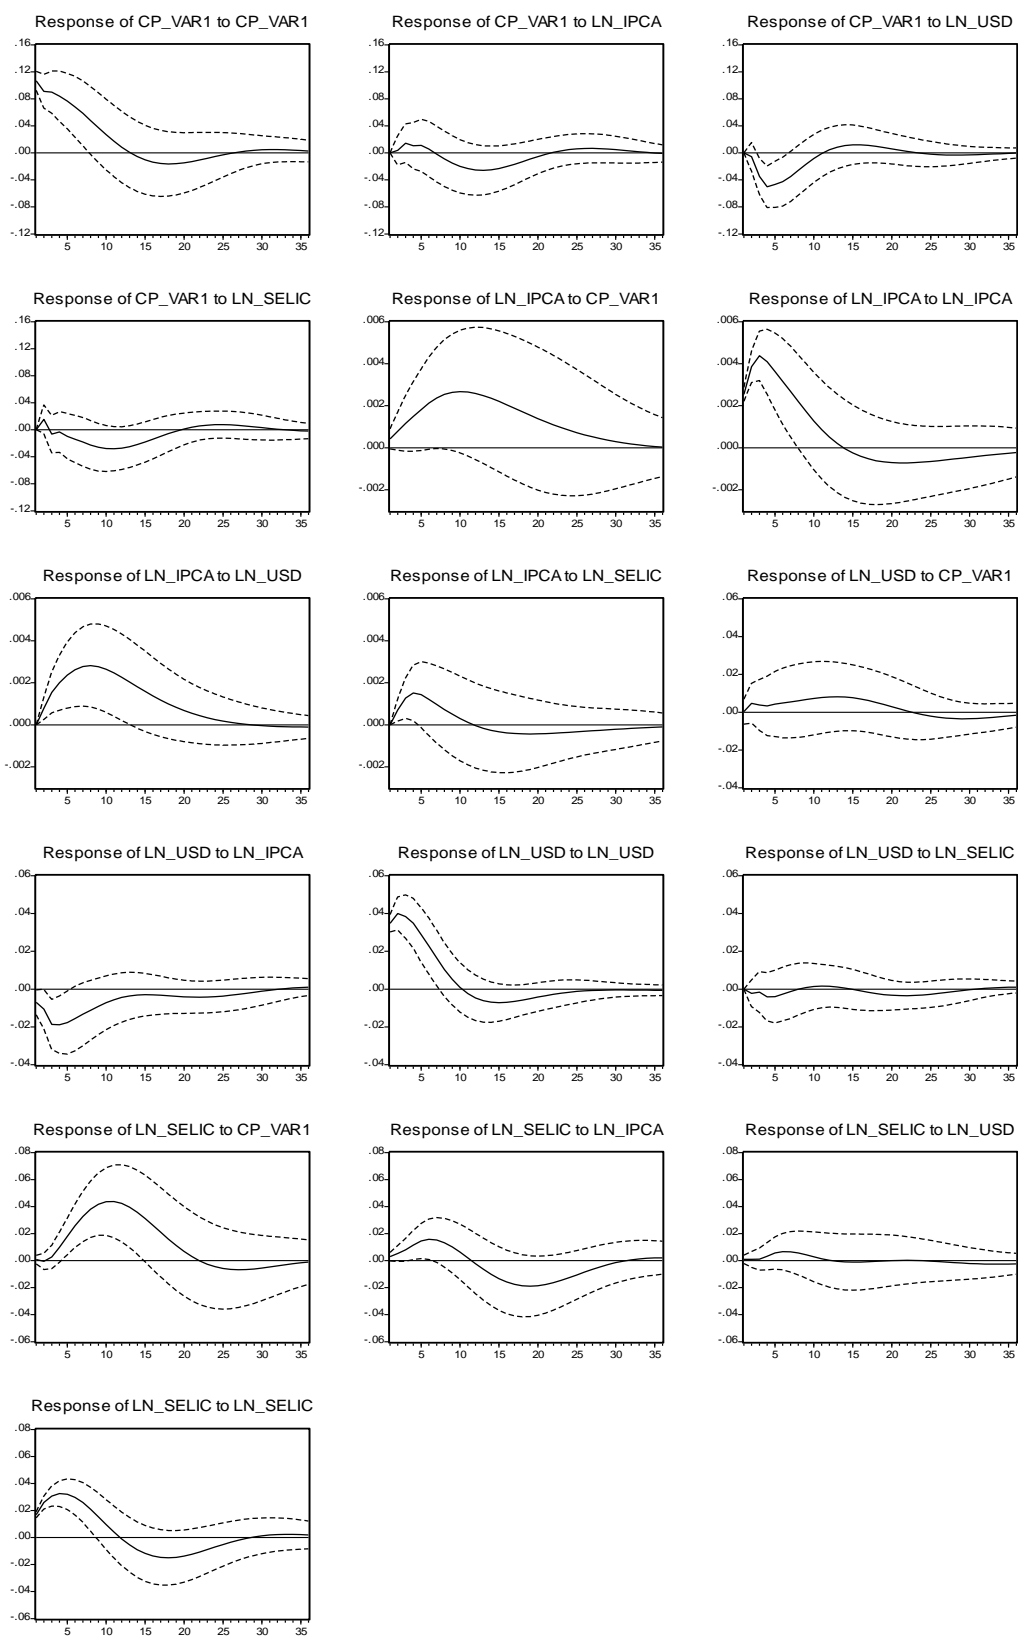 Response of CP_VAR1 to CP_VAR1
Response of CP_VAR1 to LN_IPCA
Response of CP_VAR1 to LN_USD
.16 .16 .16
.12 .12 .12
.08 .08 .08
.04 .04 .04
.00 .00 .00
-.04 -.04 -.04
-.08 -.08 -.08
-.12 -.12 -.12
5 10 15 20 25 30 35 5 10 15 20 25 30 35 5 10 15 20 25 30 35
Response of CP_VAR1 to LN_SELIC
Response of LN_IPCA to CP_VAR1
Response of LN_IPCA to LN_IPCA
.16 .006 .006
.12
.08 .004 .004
.04 .002 .002
.00 .000 .000
-.04
-.08 -.002 -.002
-.12
5 10 15 20 25 30 35 5 10 15 20 25 30 35 5 10 15 20 25 30 35
Response of LN_IPCA to LN_USD
Response of LN_IPCA to LN_SELIC
Response of LN_USD to CP_VAR1
.006 .006 .06
.004 .004 .04
.002 .002 .02
.000 .000 .00
-.002 -.002 -.02
-.04
5 10 15 20 25 30 35 5 10 15 20 25 30 35 5 10 15 20 25 30 35
Response of LN_USD to LN_IPCA
Response of LN_USD to LN_USD
Response of LN_USD to LN_SELIC
.06 .06 .06
.04 .04 .04
.02 .02 .02
.00 .00 .00
-.02 -.02 -.02
-.04 -.04 -.04
5 10 15 20 25 30 35 5 10 15 20 25 30 35 5 10 15 20 25 30 35
Response of LN_SELIC to CP_VAR1
Response of LN_SELIC to LN_IPCA
Response of LN_SELIC to LN_USD
.08 .08 .08
.06 .06 .06
.04 .04 .04
.02 .02 .02
.00 .00 .00
-.02 -.02 -.02
-.04 -.04 -.04
-.06 -.06 -.06
5 10 15 20 25 30 35 5 10 15 20 25 30 35 5 10 15 20 25 30 35
Response of LN_SELIC to LN_SELIC
.08
.06
.04
.02
.00
-.02
-.04
-.06
5 10 15 20 25 30 35